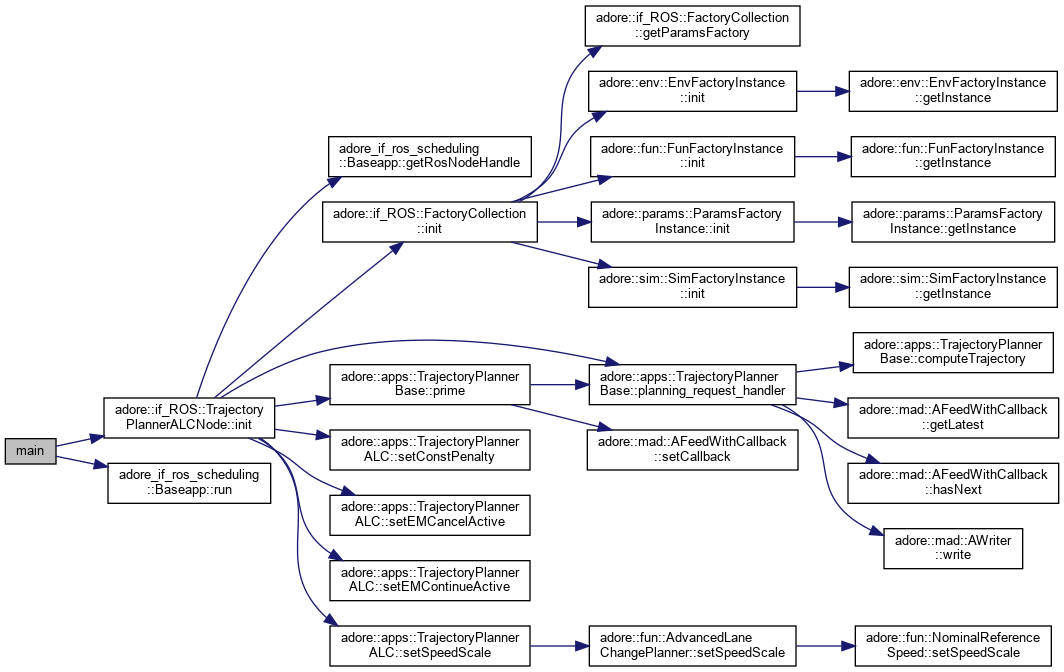 main
adore::if_ROS::Trajectory
PlannerALCNode::init
adore_if_ros_scheduling
::Baseapp::run
adore_if_ros_scheduling
::Baseapp::getRosNodeHandle
adore::if_ROS::FactoryCollection
::init
adore::apps::TrajectoryPlanner
Base::prime
adore::apps::TrajectoryPlanner
ALC::setConstPenalty
adore::apps::TrajectoryPlanner
ALC::setEMCancelActive
adore::apps::TrajectoryPlanner
ALC::setEMContinueActive
adore::apps::TrajectoryPlanner
ALC::setSpeedScale
adore::if_ROS::FactoryCollection
::getParamsFactory
adore::env::EnvFactoryInstance
::init
adore::fun::FunFactoryInstance
::init
adore::params::ParamsFactory
Instance::init
adore::sim::SimFactoryInstance
::init
adore::apps::TrajectoryPlanner
Base::planning_request_handler
adore::mad::AFeedWithCallback
::setCallback
adore::fun::AdvancedLane
ChangePlanner::setSpeedScale
adore::env::EnvFactoryInstance
::getInstance
adore::fun::FunFactoryInstance
::getInstance
adore::params::ParamsFactory
Instance::getInstance
adore::sim::SimFactoryInstance
::getInstance
adore::apps::TrajectoryPlanner
Base::computeTrajectory
adore::mad::AFeedWithCallback
::getLatest
adore::mad::AFeedWithCallback
::hasNext
adore::mad::AWriter
::write
adore::fun::NominalReference
Speed::setSpeedScale